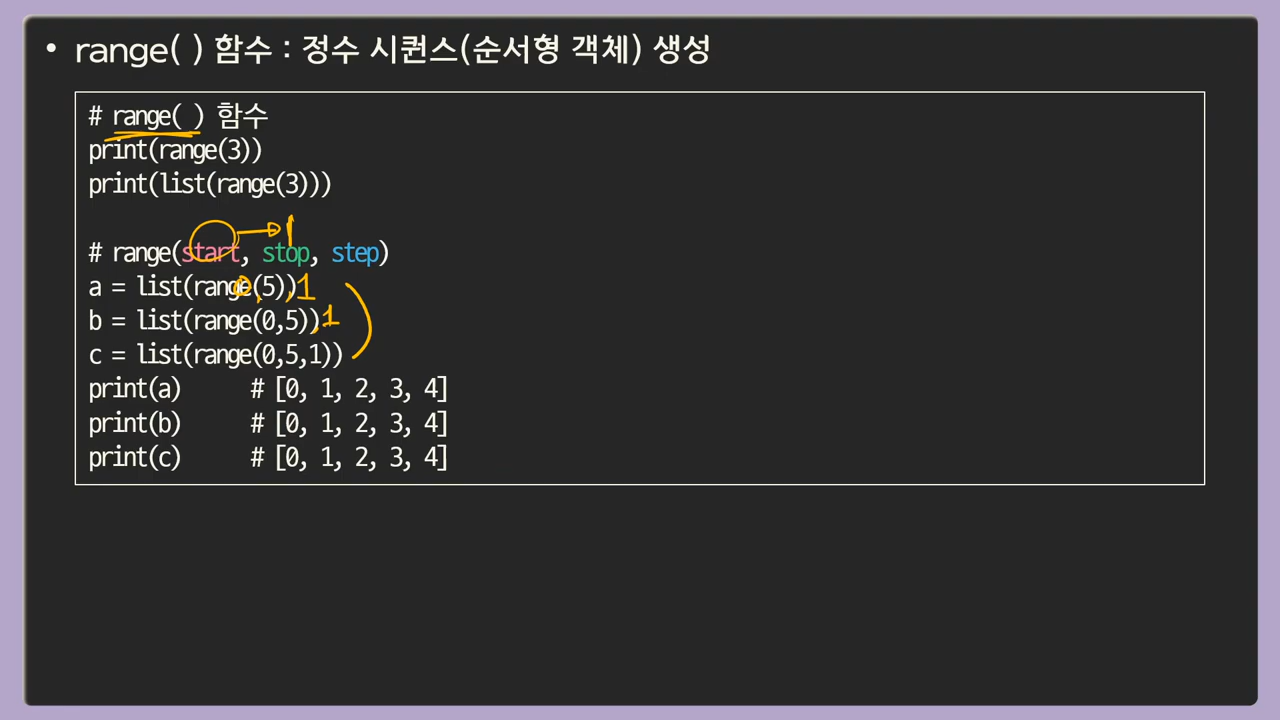 • range( ) 함수 : 정수 시퀀스(순서형 객체) 생성
# range( ) 함수
print(range(3))
print(list(range(3)))
# range(start, stop, step)
a = list(range(5)) 0, ,1
b = list(range(0,5)) ,1
c = list(range(0,5,1))
print(a) # [0, 1, 2, 3, 4]
print(b) # [0, 1, 2, 3, 4]
print(c) # [0, 1, 2, 3, 4]